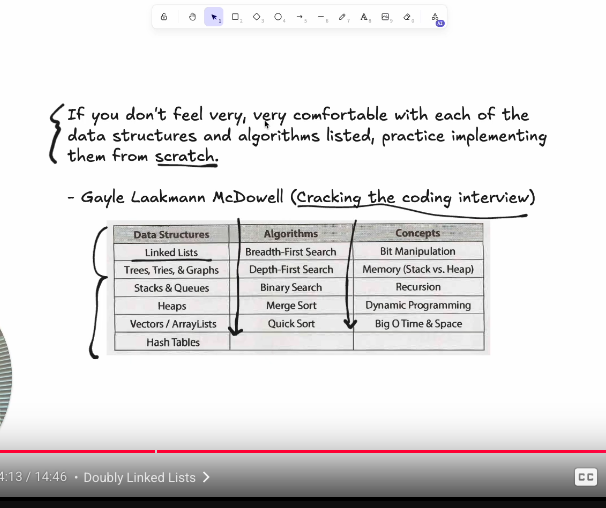 If you don't feel very, very comfortable with each of the
data structures and algorithms listed, practice implementing
them from scratch.
- Gayle Laakmann McDowell (Cracking the coding interview)
Data Structures Algorithms Concepts
Linked Lists Breadth-First Search Bit Manipulation
Trees, Tries, & Graphs Depth-First Search Memory (Stack vs. Heap)
Stacks & Queues Binary Search Recursion
Heaps Merge Sort Dynamic Programming
Vectors / ArrayLists Quick Sort Big O Time & Space
Hash Tables
4:13 / 14:46 • Doubly Linked Lists
CC